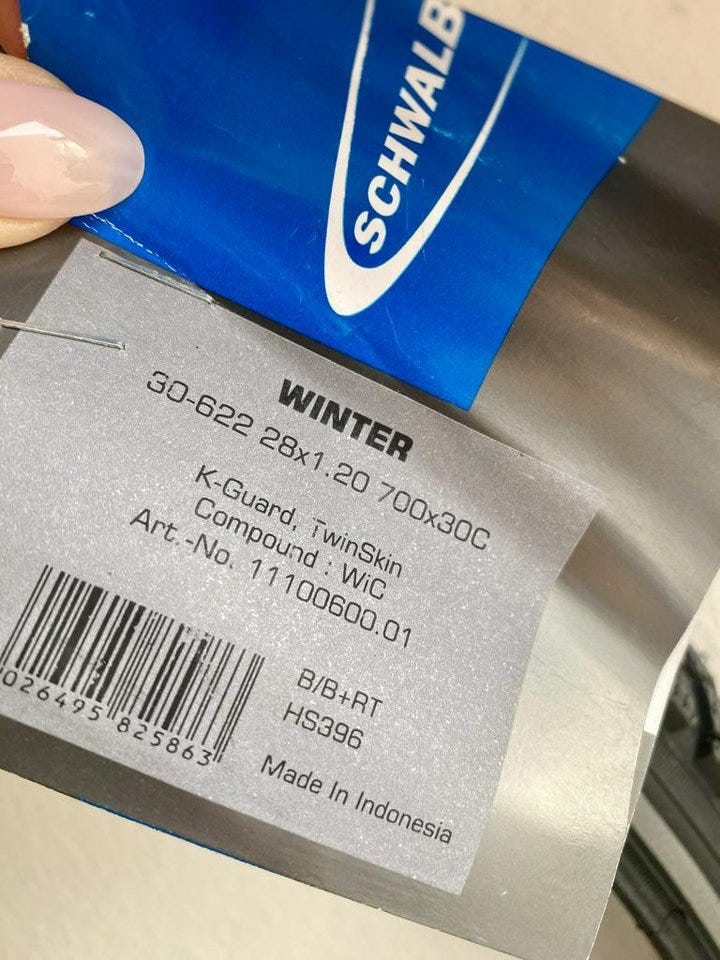 SCHWALB
WINTER
30-622 28x1.20 700x30C
K-Guard, TwinSkin
Compound : WiC
Art.-No. 11100600.01
B/B+RT
HS396
026495 825863
Made In Indonesia